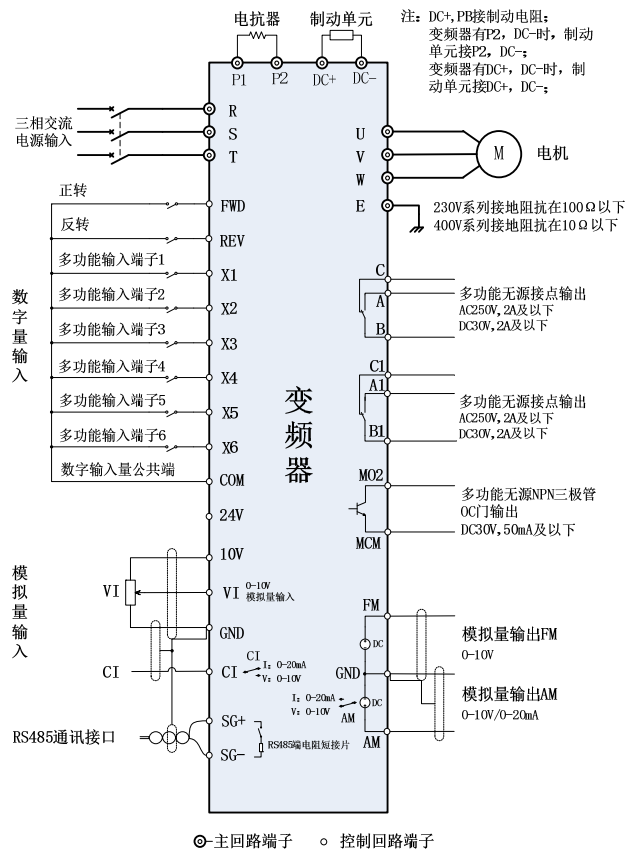 电抗器
制动单元
注：DC+,PB接制动电阻；
变频器有P2，DC-时，制动
单元接P2，DC-；
变频器有DC+，DC-时，制
动单元接DC+，DC-；
P1
P2
DC+
DC-
三相交流
电源输入
R
S
T
U
V
W
E
M
电机
230V系列接地阻抗在100Ω以下
400V系列接地阻抗在10Ω以下
数字量输入
正转
FWD
反转
REV
多功能输入端子1
X1
多功能输入端子2
X2
多功能输入端子3
X3
多功能输入端子4
X4
多功能输入端子5
X5
多功能输入端子6
X6
数字输入量公共端
COM
24V
变频器
C
A
B
多功能无源接点输出
AC250V,2A及以下
DC30V,2A及以下
C1
A1
B1
多功能无源接点输出
AC250V,2A及以下
DC30V,2A及以下
MO2
MCM
多功能无源NPN三极管
OC门输出
DC30V,50mA及以下
模拟量输入
10V
VI
VI
0-10V
模拟量输入
GND
CI
CI
CI
I：0-20mA
V：0-10V
FM
DC
GND
I：0-20mA
V：0-10V
AM
DC
AM
模拟量输出FM
0-10V
模拟量输出AM
0-10V/0-20mA
RS485通讯接口
SG+
SG-
RS485端电阻短接片
主回路端子
控制回路端子